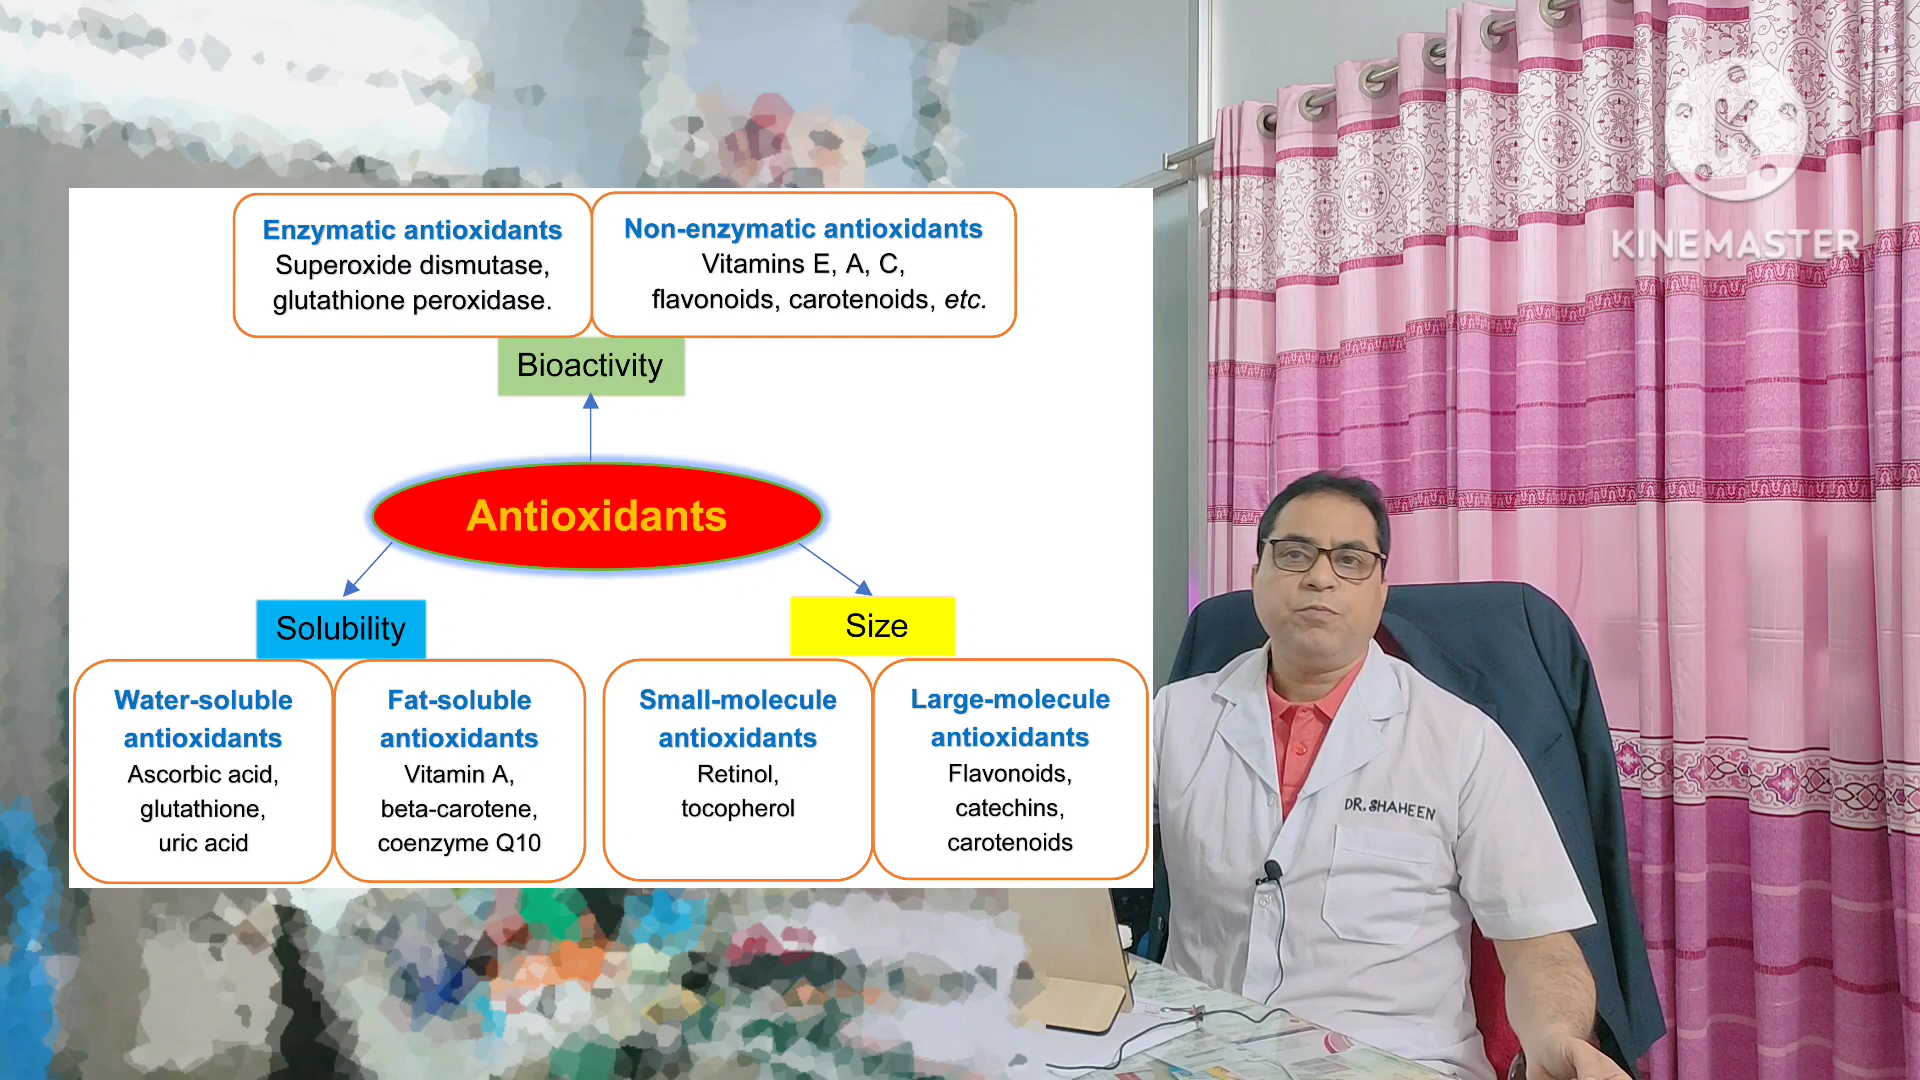 Enzymatic antioxidants
Superoxide dismutase,
glutathione peroxidase.
Non-enzymatic antioxidants
Vitamins E, A, C,
flavonoids, carotenoids, etc.
Bioactivity
Antioxidants
Solubility
Size
Water-soluble
antioxidants
Ascorbic acid,
glutathione,
uric acid
Fat-soluble
antioxidants
Vitamin A,
beta-carotene,
coenzyme Q10
Small-molecule
antioxidants
Retinol,
tocopherol
Large-molecule
antioxidants
Flavonoids,
catechins,
carotenoids
KINEMASTER
DR. SHAHEEN